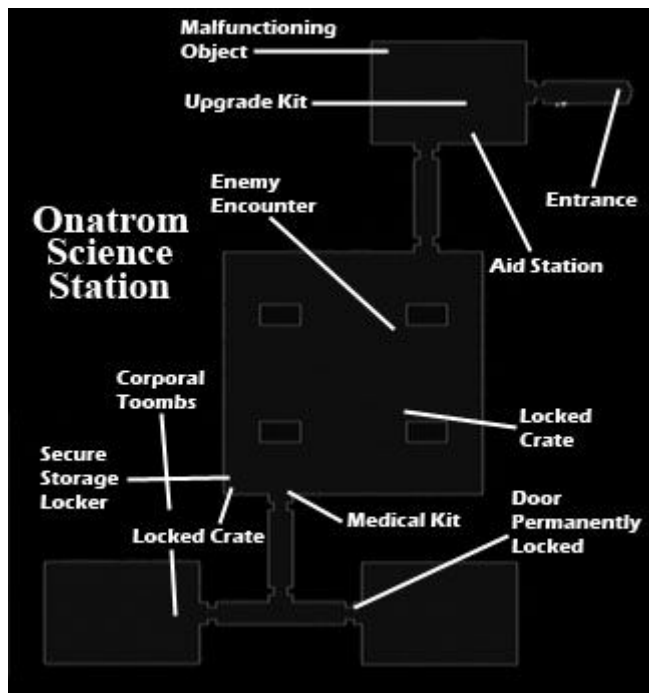 Malfunctioning
Object
Upgrade Kit
Entrance
Enemy
Encounter
Onatrom
Science
Station
Aid Station
Corporal
Toombs
Locked
Crate
Secure
Storage
Locker
Door
Permanently
Locked
Medical Kit
Locked Crate